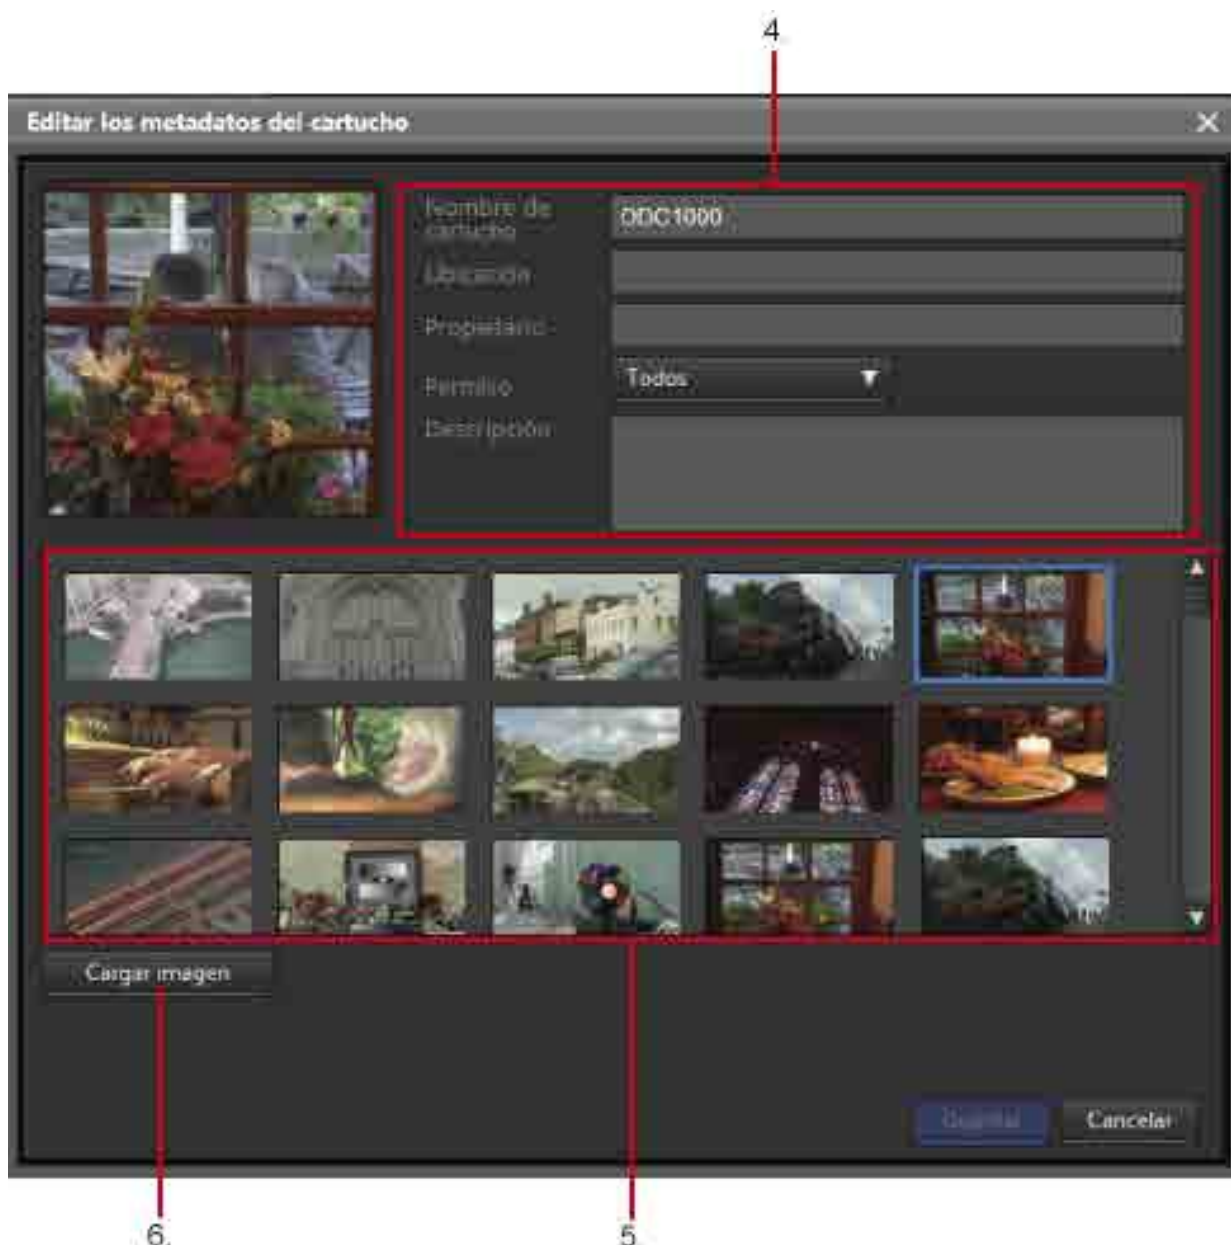 4
Editar los metadatos del cartucho
Nombre de
cartucho
ODC1000
Ubicación
Propietario
Permiso
Todos
Descripción
Cargar imagen
Cancelar
6
5